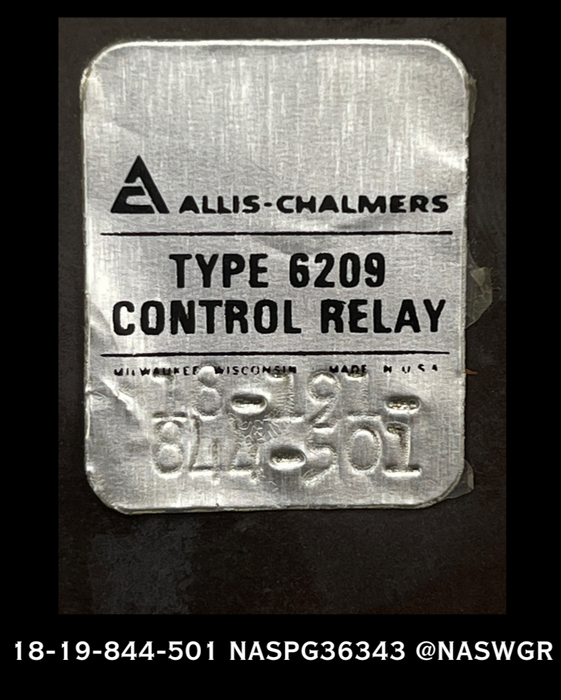 ALLIS-CHALMERS
TYPE 6209
CONTROL RELAY
MILWAUKEE WISCONSIN MADE IN U S A
18-191-
844-501
18-19-844-501 NASPG36343 @NASWGR